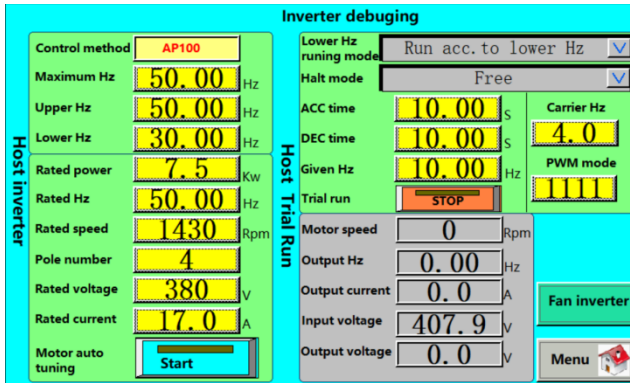 Inverter debuging
Host inverter
Control method AP100
Maximum Hz 50.00 Hz
Upper Hz 50.00 Hz
Lower Hz 30.00 Hz
Rated power 7.5 Kw
Rated Hz 50.00 Hz
Rated speed 1430 Rpm
Pole number 4
Rated voltage 380 V
Rated current 17.0 A
Motor auto
tuning
Start
Host Trial Run
Lower Hz
runing mode
Run acc.to lower Hz
Halt mode Free
ACC time 10.00 S
DEC time 10.00 S
Given Hz 10.00 Hz
Trial run STOP
Carrier Hz
4.0
PWM mode
1111
Motor speed 0 Rpm
Output Hz 0.00 Hz
Output current 0.0 A
Input voltage 407.9 V
Output voltage 0.0 V
Fan inverter
Menu